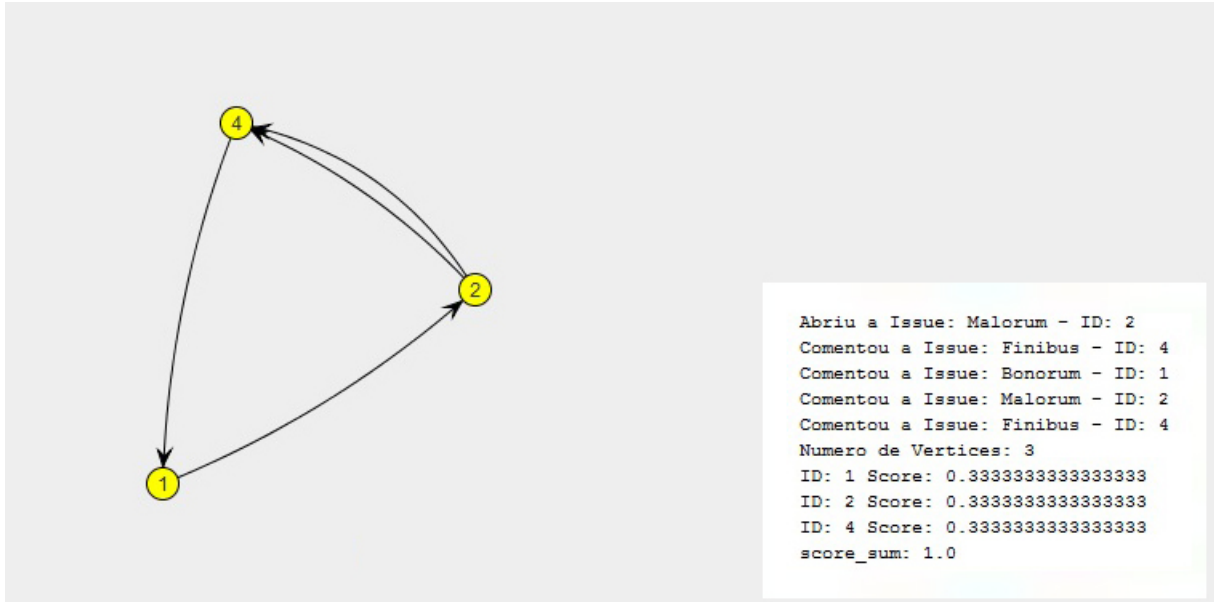 4
2
1
Abriu a Issue: Malorum - ID: 2
Comentou a Issue: Finibus - ID: 4
Comentou a Issue: Bonorum - ID: 1
Comentou a Issue: Malorum - ID: 2
Comentou a Issue: Finibus - ID: 4
Numero de Vertices: 3
ID: 1 Score: 0.3333333333333333
ID: 2 Score: 0.3333333333333333
ID: 4 Score: 0.3333333333333333
score_sum: 1.0